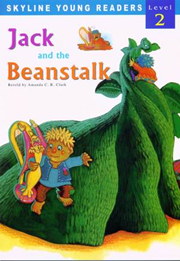 SKYLINE YOUNG READERS
Level
2
Jack
and the
Beanstalk
Retold by Amanda C. R. Clark